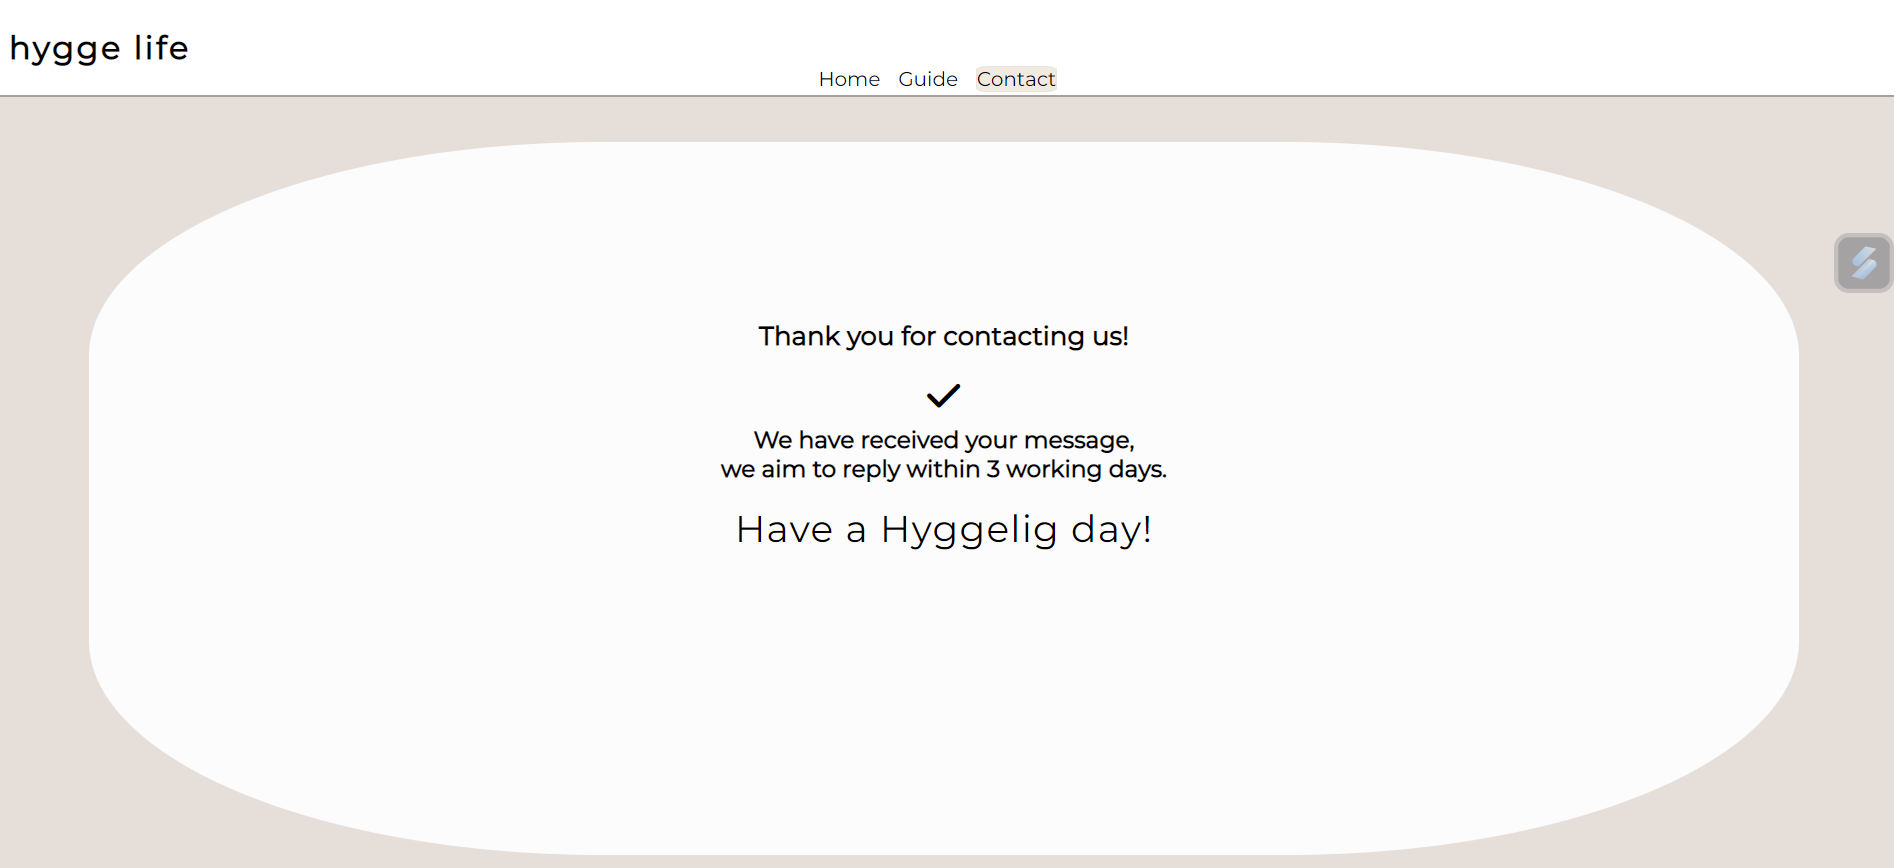 hygge life
Home Guide Contact
Thank you for contacting us!
We have received your message,
we aim to reply within 3 working days.
Have a Hyggelig day!